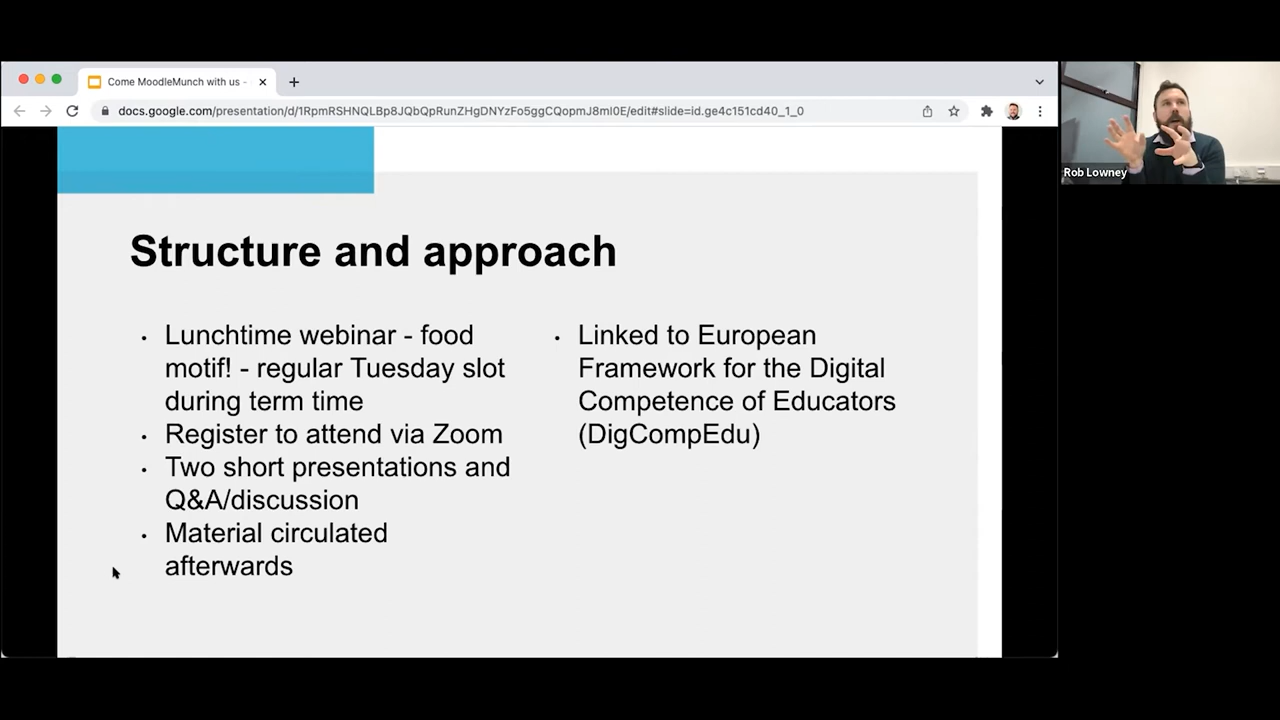 Come MoodleMunch with us -
docs.google.com/presentation/d/1RpmRSHNQLBp8JQbQpRunZHgDNYzFo5ggCQopmJ8ml0E/edit#slide=id.ge4c151cd40_1_0
Rob Lowney
Structure and approach
• Lunchtime webinar - food
motif! - regular Tuesday slot
during term time
• Register to attend via Zoom
• Two short presentations and
Q&A/discussion
• Material circulated
afterwards
• Linked to European
Framework for the Digital
Competence of Educators
(DigCompEdu)